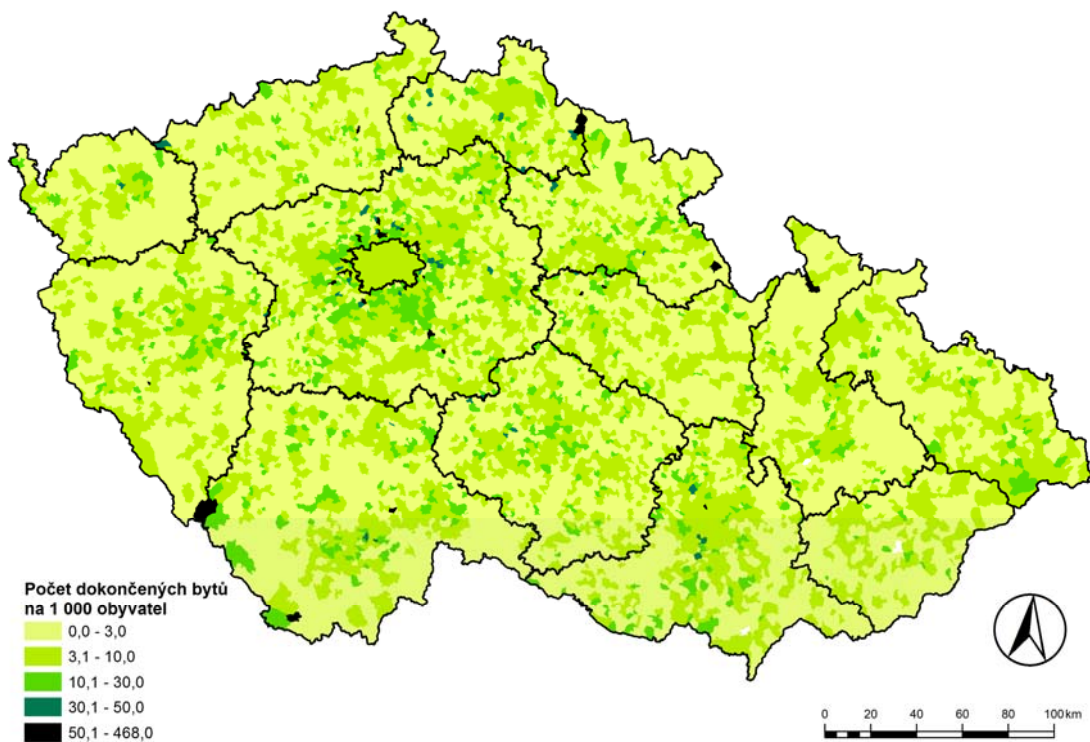 Počet dokončených bytů
na 1 000 obyvatel
0,0 - 3,0
3,1 - 10,0
10,1 - 30,0
30,1 - 50,0
50,1 - 468,0
0 20 40 60 80 100 km